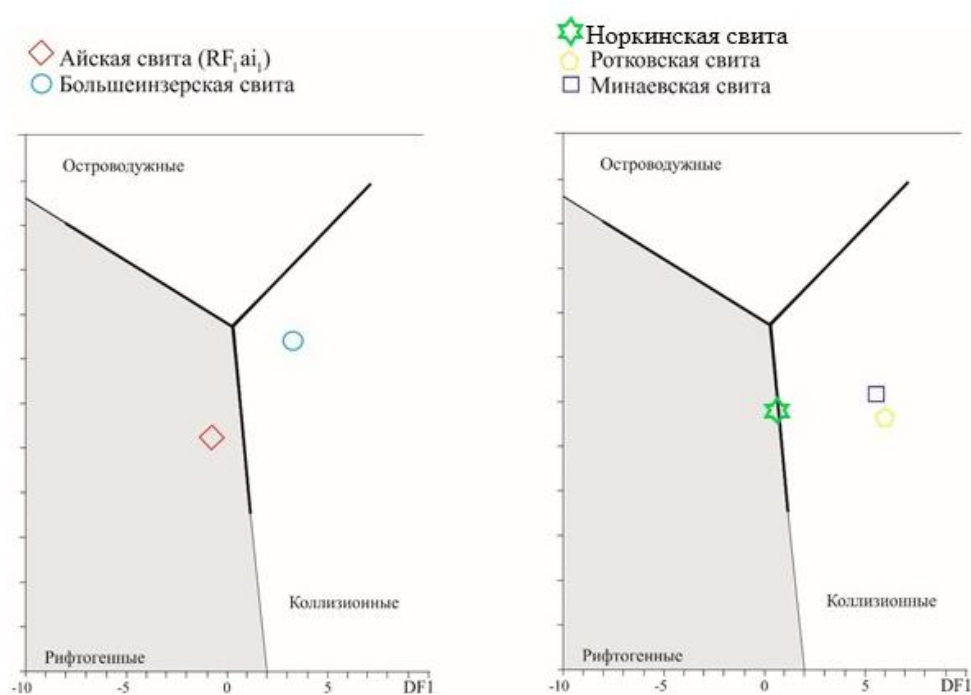 Айская свита (RF₁ai₁)
Большеинзерская свита
Островодужные
Коллизионные
Рифтогенные
-10 -5 0 5 DF1
Норкинская свита
Ротковская свита
Минаевская свита
Островодужные
Коллизионные
Рифтогенные
-10 -5 0 5 DF1